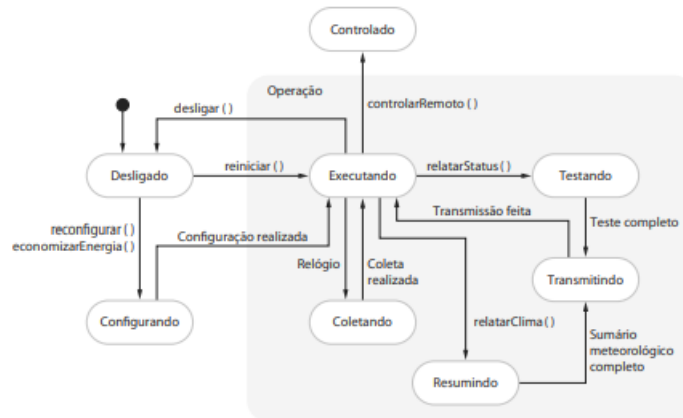 Controlado
Operação
desligar ( )
controlarRemoto ( )
Desligado
reiniciar ( )
Executando
relatarStatus ( )
Testando
reconfigurar ( )
economizarEnergia ( )
Configuração realizada
Transmissão feita
Teste completo
Relógio
Coleta
realizada
Transmitindo
Configurando
Coletando
relatarClima ( )
Sumário
meteorológico
completo
Resumindo